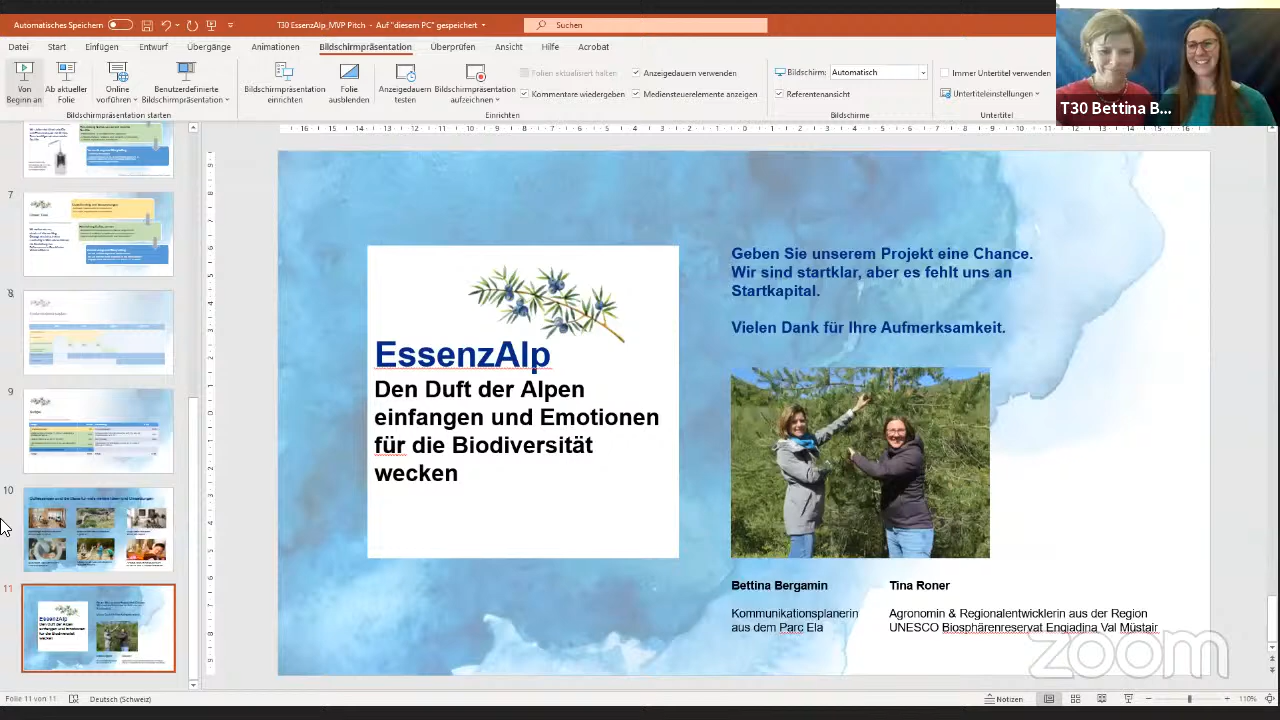 Automatisches Speichern
T30 EssenzAlp_MVP Pitch - Auf "diesem PC" gespeichert
Suchen
Datei Start Einfügen Entwurf Übergänge Animationen Bildschirmpräsentation Überprüfen Ansicht Hilfe Acrobat
Von Beginn an
Ab aktueller Folie
Online vorführen
Benutzerdefinierte Bildschirmpräsentation
Bildschirmpräsentation starten
Bildschirmpräsentation einrichten
Folie ausblenden
Anzeigedauern testen
Bildschirmpräsentation aufzeichnen
Folien aktualisiert halten
Kommentare wiedergeben
Anzeigedauern verwenden
Mediensteuerelemente anzeigen
Einrichten
Bildschirm: Automatisch
Referentenansicht
Bildschirme
Immer Untertitel verwenden
Untertiteleinstellungen
Untertitel
T30 Bettina B...
7
8
9
10
11
EssenzAlp
Den Duft der Alpen
einfangen und Emotionen
für die Biodiversität
wecken
Geben Sie unserem Projekt eine Chance.
Wir sind startklar, aber es fehlt uns an
Startkapital.
Vielen Dank für Ihre Aufmerksamkeit.
Bettina Bergamin
Kommunikationsplanerin
aus dem Parc Ela
Tina Roner
Agronomin & Regionalentwicklerin aus der Region
UNESCO Biosphärenreservat Engiadina Val Müstair
zoom
Folie 11 von 11 Deutsch (Schweiz) Notizen 110%